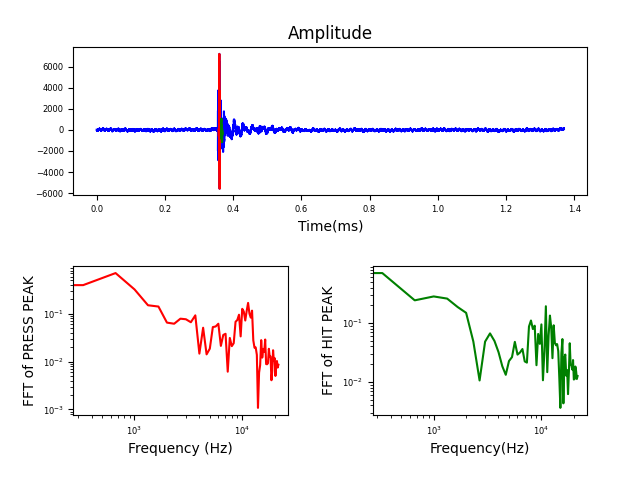 Amplitude
6000
4000
2000
0
−2000
−4000
−6000
0.0 0.2 0.4 0.6 0.8 1.0 1.2 1.4
Time(ms)
FFT of PRESS PEAK
10⁻¹
10⁻²
10⁻³
10³ 10⁴
Frequency (Hz)
FFT of HIT PEAK
10⁻¹
10⁻²
10³ 10⁴
Frequency(Hz)